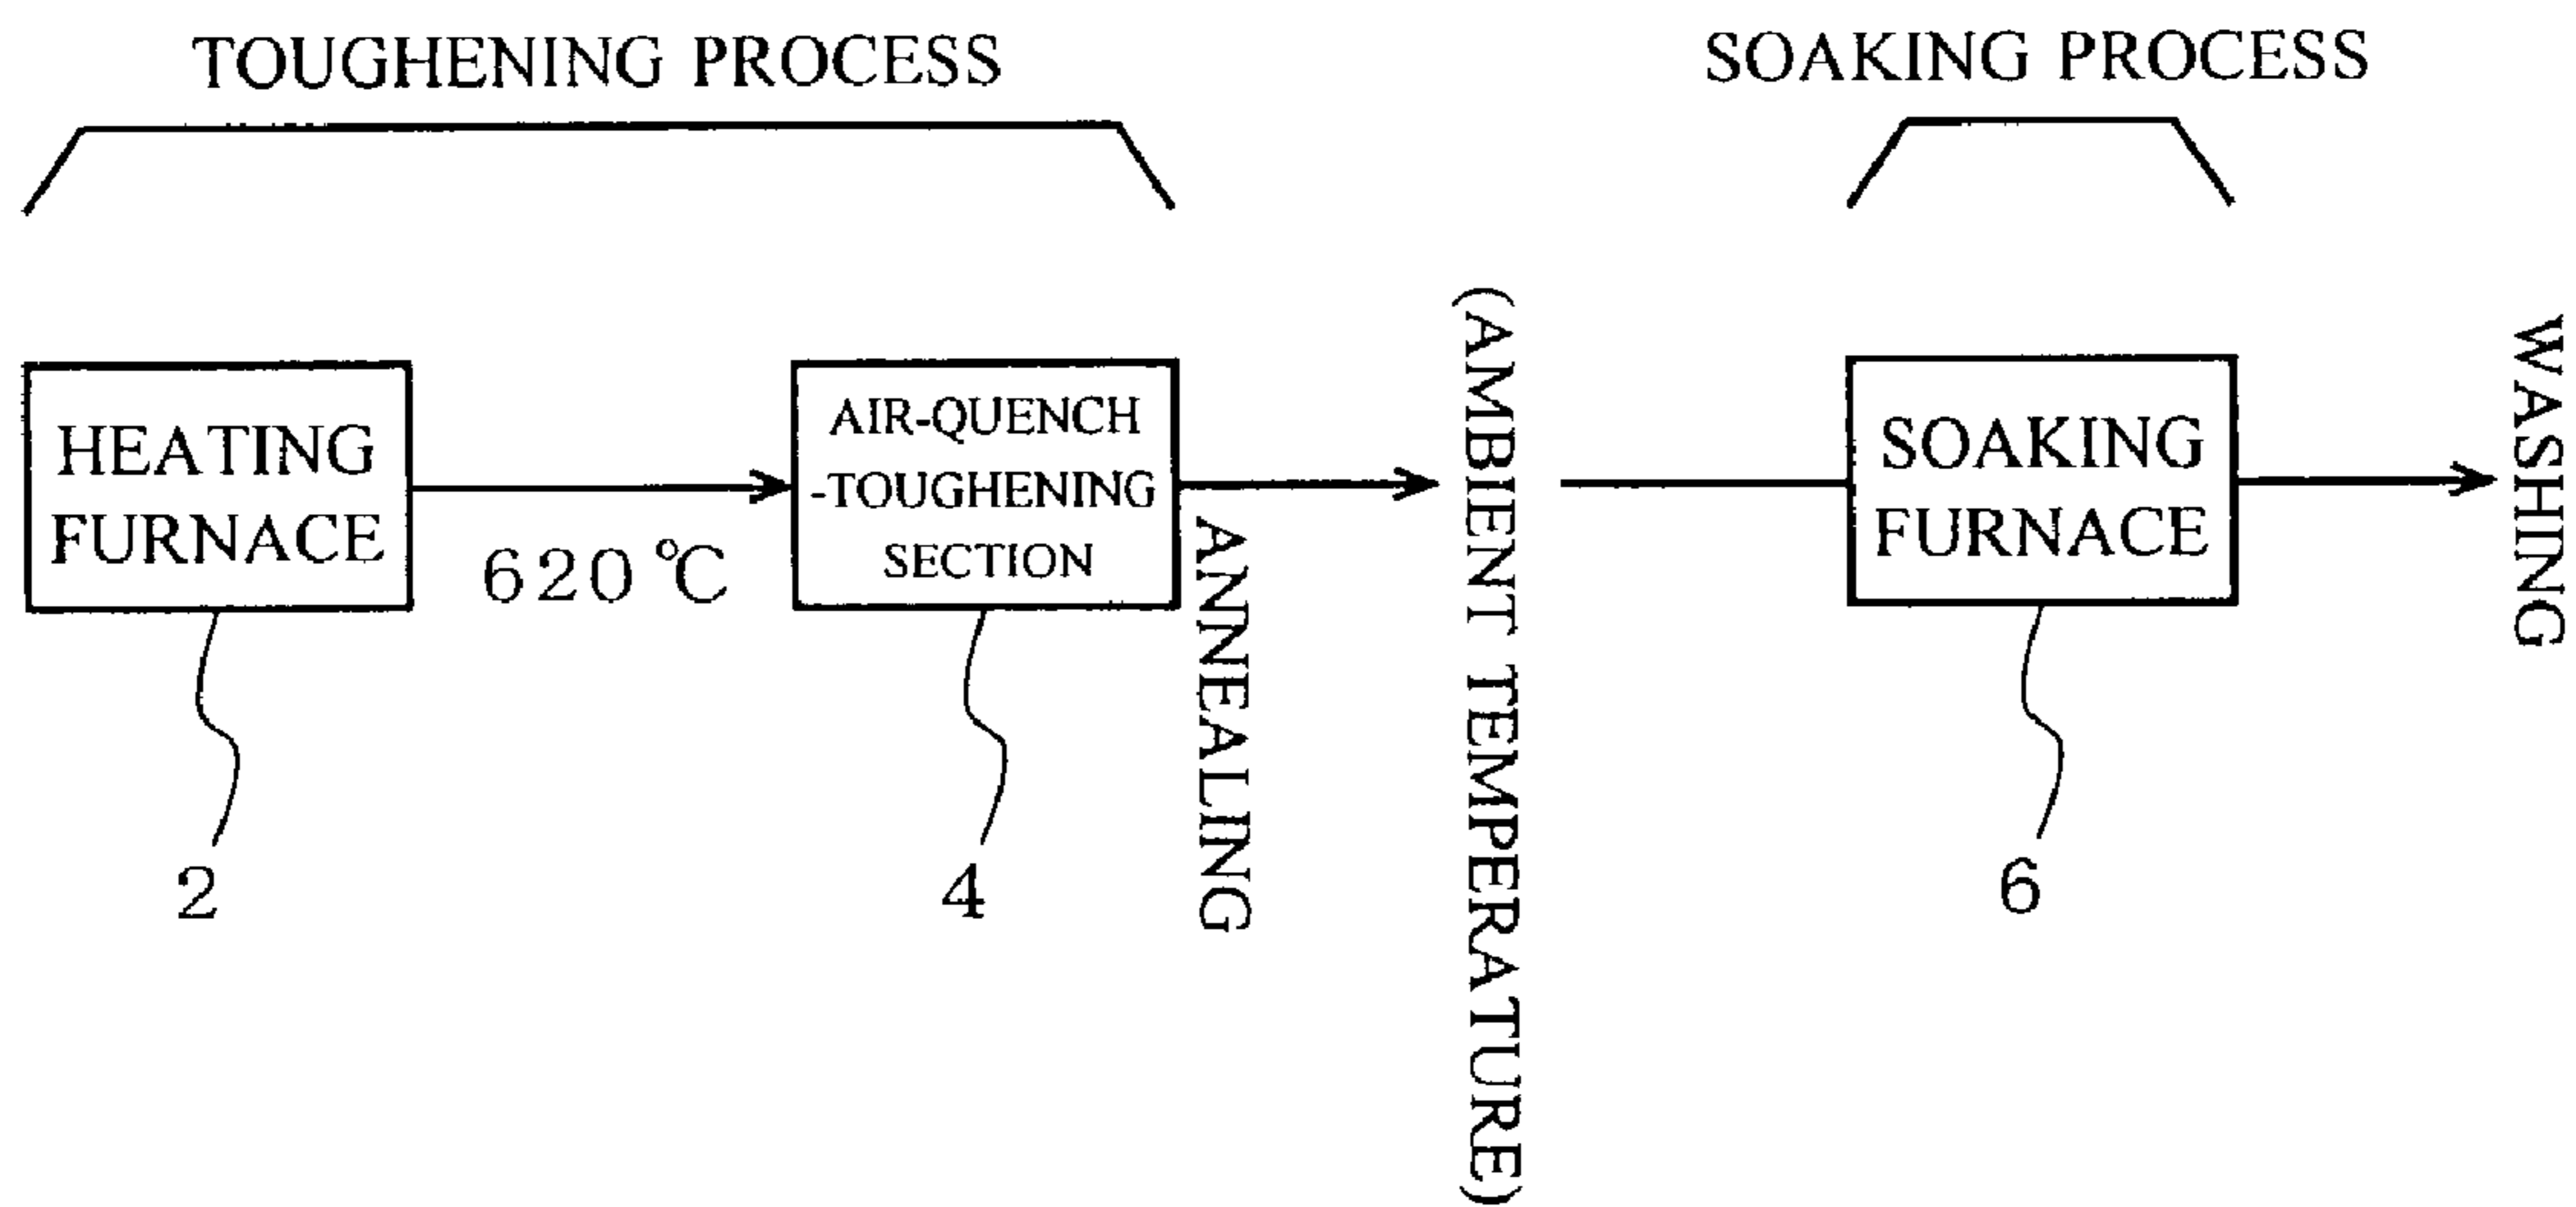 TOUGHENING PROCESS
SOAKING PROCESS
HEATING
FURNACE
620℃
AIR-QUENCH
-TOUGHENING
SECTION
ANNEALING
(AMBIENT TEMPERATURE)
SOAKING
FURNACE
WASHING
2
4
6